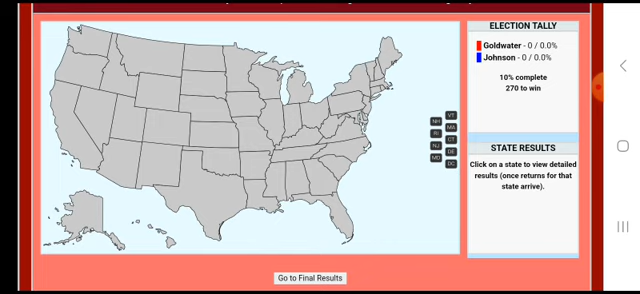 ELECTION TALLY
Goldwater - 0 / 0.0%
Johnson - 0 / 0.0%
10% complete
270 to win
VT
NH
MA
RI
CT
NJ
DE
MD
DC
STATE RESULTS
Click on a state to view detailed
results (once returns for that
state arrive).
Go to Final Results